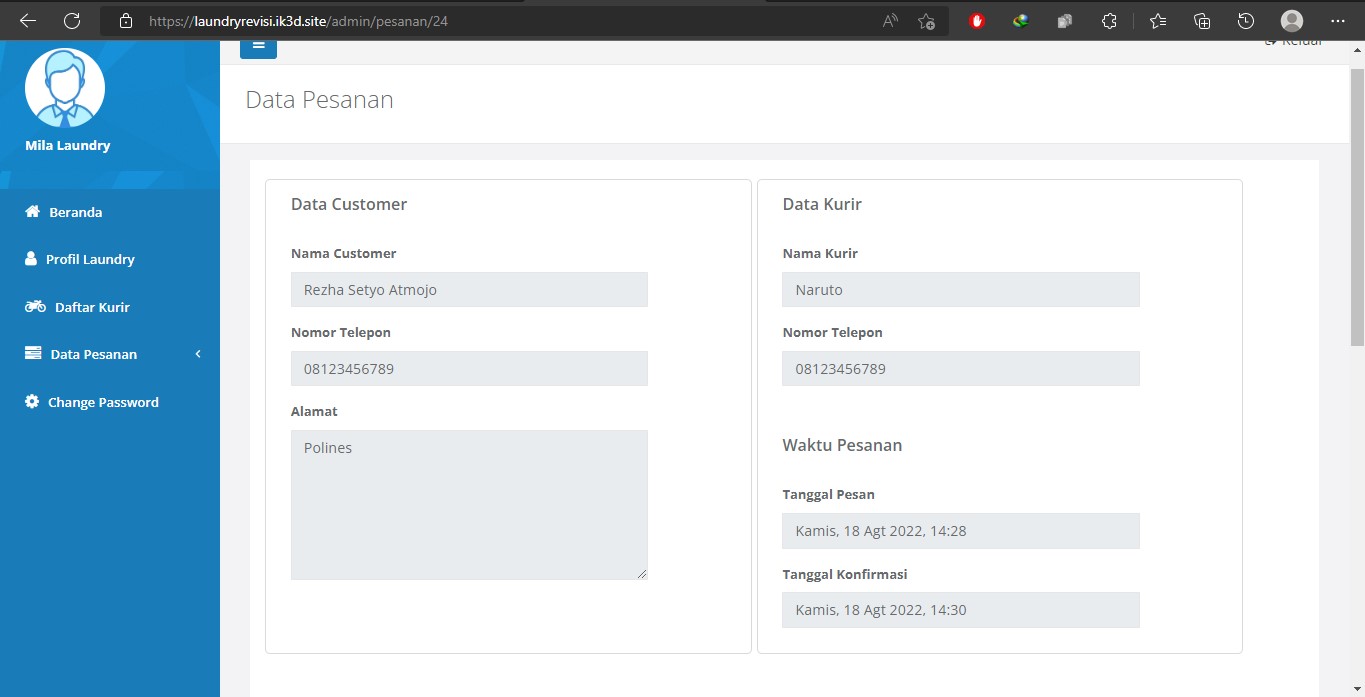 https://laundryrevisi.ik3d.site/admin/pesanan/24
Keluar
Mila Laundry
Beranda
Profil Laundry
Daftar Kurir
Data Pesanan
Change Password
Data Pesanan
Data Customer
Nama Customer
Rezha Setyo Atmojo
Nomor Telepon
08123456789
Alamat
Polines
Data Kurir
Nama Kurir
Naruto
Nomor Telepon
08123456789
Waktu Pesanan
Tanggal Pesan
Kamis, 18 Agt 2022, 14:28
Tanggal Konfirmasi
Kamis, 18 Agt 2022, 14:30